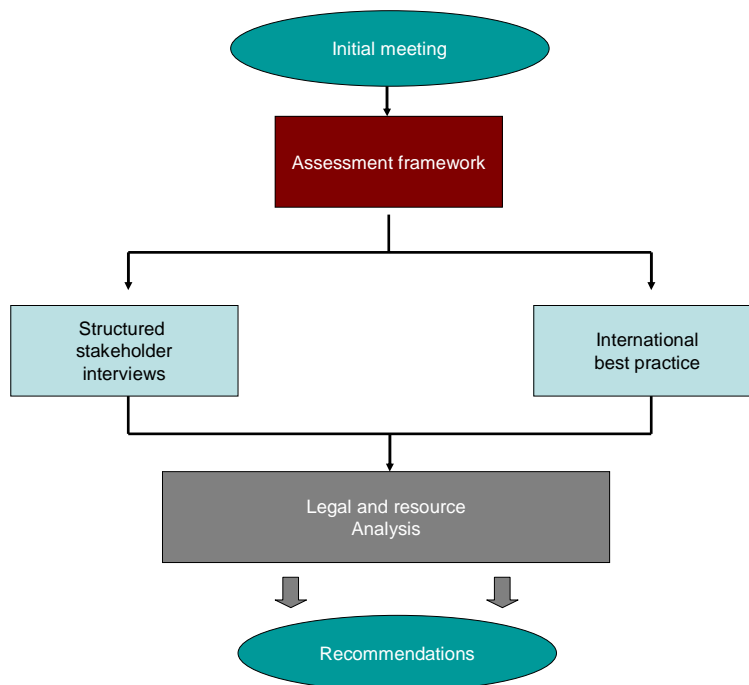 Initial meeting
Assessment framework
Structured
stakeholder
interviews
International
best practice
Legal and resource
Analysis
Recommendations